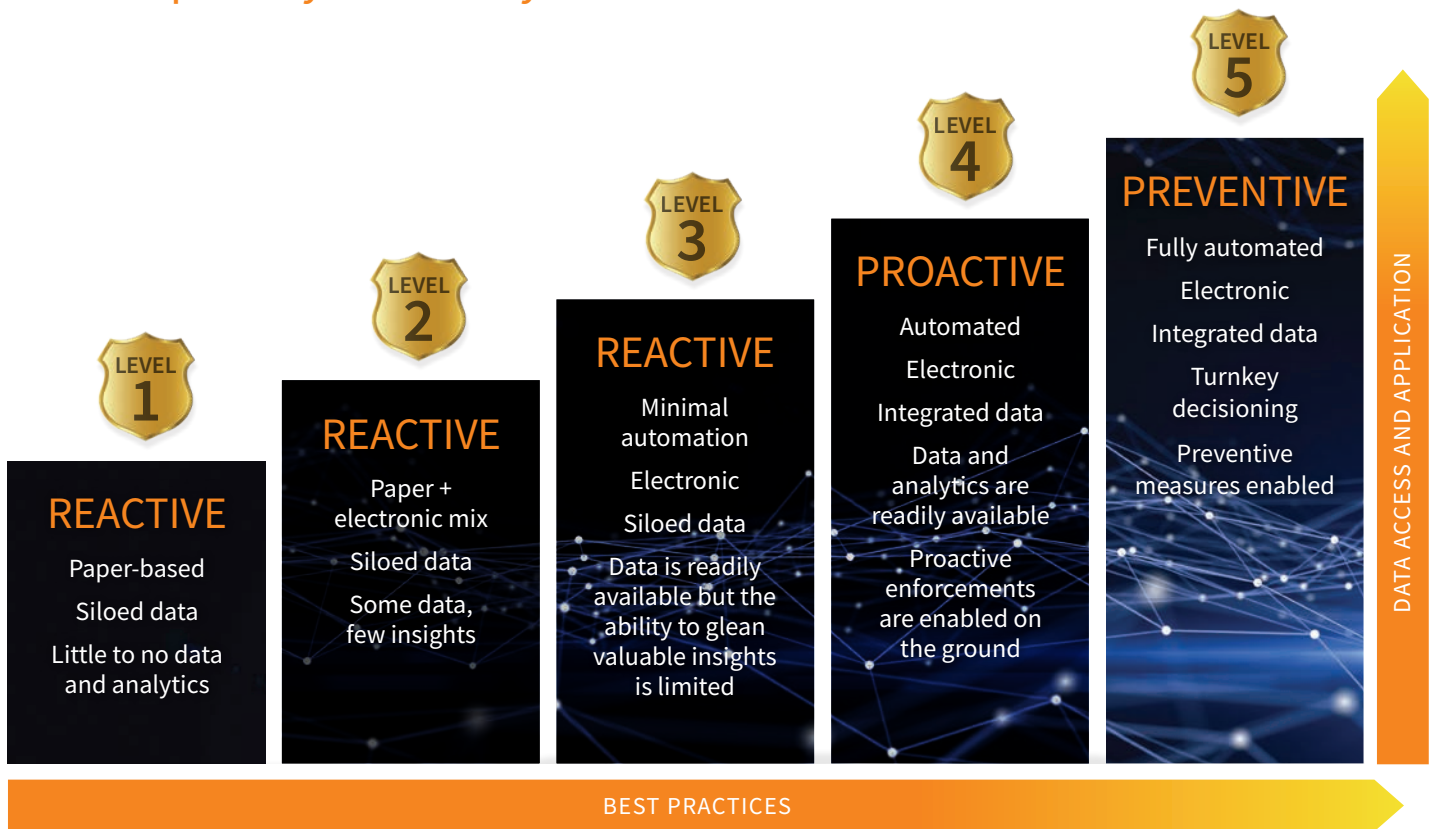 LEVEL
1
REACTIVE
Paper-based
Siloed data
Little to no data
and analytics
LEVEL
2
REACTIVE
Paper +
electronic mix
Siloed data
Some data,
few insights
LEVEL
3
REACTIVE
Minimal
automation
Electronic
Siloed data
Data is readily
available but the
ability to glean
valuable insights
is limited
LEVEL
4
PROACTIVE
Automated
Electronic
Integrated data
Data and
analytics are
readily available
Proactive
enforcements
are enabled on
the ground
LEVEL
5
PREVENTIVE
Fully automated
Electronic
Integrated data
Turnkey
decisioning
Preventive
measures enabled
DATA ACCESS AND APPLICATION
BEST PRACTICES